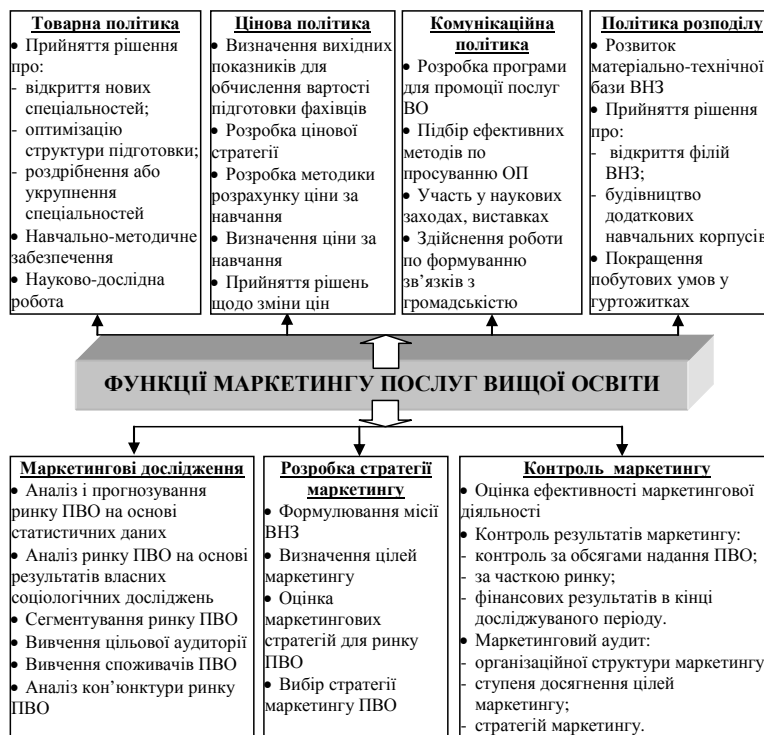 Товарна політика
• Прийняття рішення
про:
- відкриття нових
спеціальностей;
- оптимізацію
структури підготовки;
- роздрібнення або
укрупнення
спеціальностей
• Навчально-методичне
забезпечення
• Науково-дослідна
робота
Цінова політика
• Визначення вихідних
показників для
обчислення вартості
підготовки фахівців
• Розробка цінової
стратегії
• Розробка методики
розрахунку ціни за
навчання
• Визначення ціни за
навчання
• Прийняття рішень
щодо зміни цін
Комунікаційна
політика
• Розробка програми
для промоції послуг
ВО
• Підбір ефективних
методів по
просуванню ОП
• Участь у наукових
заходах, виставках
• Здійснення роботи
по формуванню
зв’язків з
громадськістю
Політика розподілу
• Розвиток
матеріально-технічної
бази ВНЗ
• Прийняття рішення
про:
- відкриття філій
ВНЗ;
- будівництво
додаткових
навчальних корпусів
• Покращення
побутових умов у
гуртожитках
ФУНКЦІЇ МАРКЕТИНГУ ПОСЛУГ ВИЩОЇ ОСВІТИ
Маркетингові дослідження
• Аналіз і прогнозування
ринку ПВО на основі
статистичних даних
• Аналіз ринку ПВО на основі
результатів власних
соціологічних досліджень
• Сегментування ринку ПВО
• Вивчення цільової аудиторії
• Вивчення споживачів ПВО
• Аналіз кон’юнктури ринку
ПВО
Розробка стратегії
маркетингу
• Формулювання місії
ВНЗ
• Визначення цілей
маркетингу
• Оцінка
маркетингових
стратегій для ринку
ПВО
• Вибір стратегії
маркетингу ПВО
Контроль маркетингу
• Оцінка ефективності маркетингової
діяльності
• Контроль результатів маркетингу:
- контроль за обсягами надання ПВО;
- за часткою ринку;
- фінансових результатів в кінці
досліджуваного періоду.
• Маркетинговий аудит:
- організаційної структури маркетингу
- ступеня досягнення цілей
маркетингу;
- стратегій маркетингу.